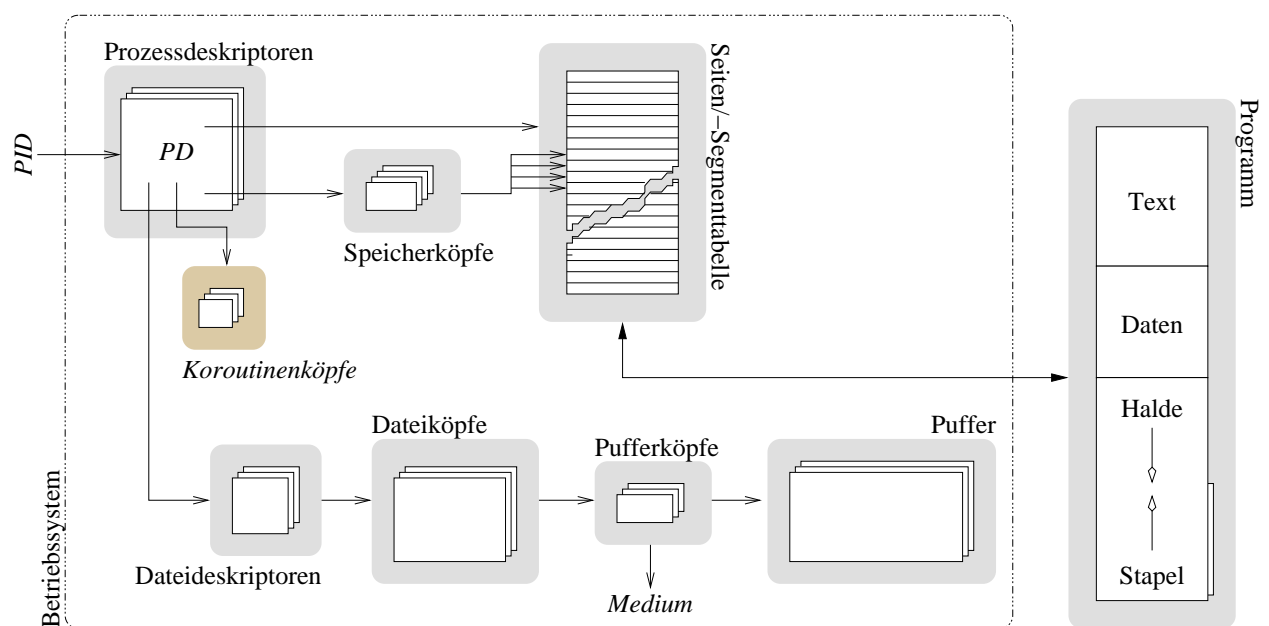 Prozessdeskriptoren
PID
PD
Seiten/-Segmenttabelle
Speicherköpfe
Koroutinenköpfe
Programm
Text
Daten
Halde
Stapel
Dateiköpfe
Pufferköpfe
Puffer
Dateideskriptoren
Medium
Betriebssystem